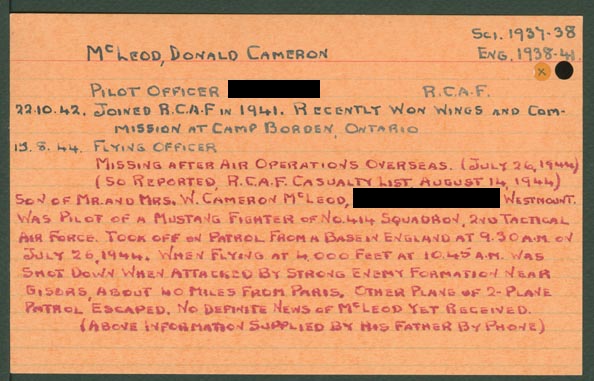 Sci. 1937-38
McLeod, Donald Cameron Eng. 1938-41.
x
Pilot Officer R.C.A.F.
22.10.42. Joined R.C.A.F in 1941. Recently Won Wings and Com-
mission at Camp Borden, Ontario
15.8.44. Flying Officer
Missing after Air Operations Overseas. (July 26, 1944)
(So Reported, R.C.A.F. Casualty List August 14, 1944)
Son of Mr. and Mrs. W. Cameron McLeod, Westmount.
Was Pilot of a Mustang Fighter of No. 414 Squadron, 2nd Tactical
Air Force. Took off on Patrol From a Base in England at 9.30 A.M. on
July 26, 1944. When Flying at 4,000 Feet at 10.45 A.M. Was
Shot Down When Attacked By Strong Enemy Formation Near
Gisers, About 40 Miles From Paris. Other Plane of 2-Plane
Patrol Escaped. No Definite News of McLeod Yet Received.
(Above Information Supplied By His Father By Phone)